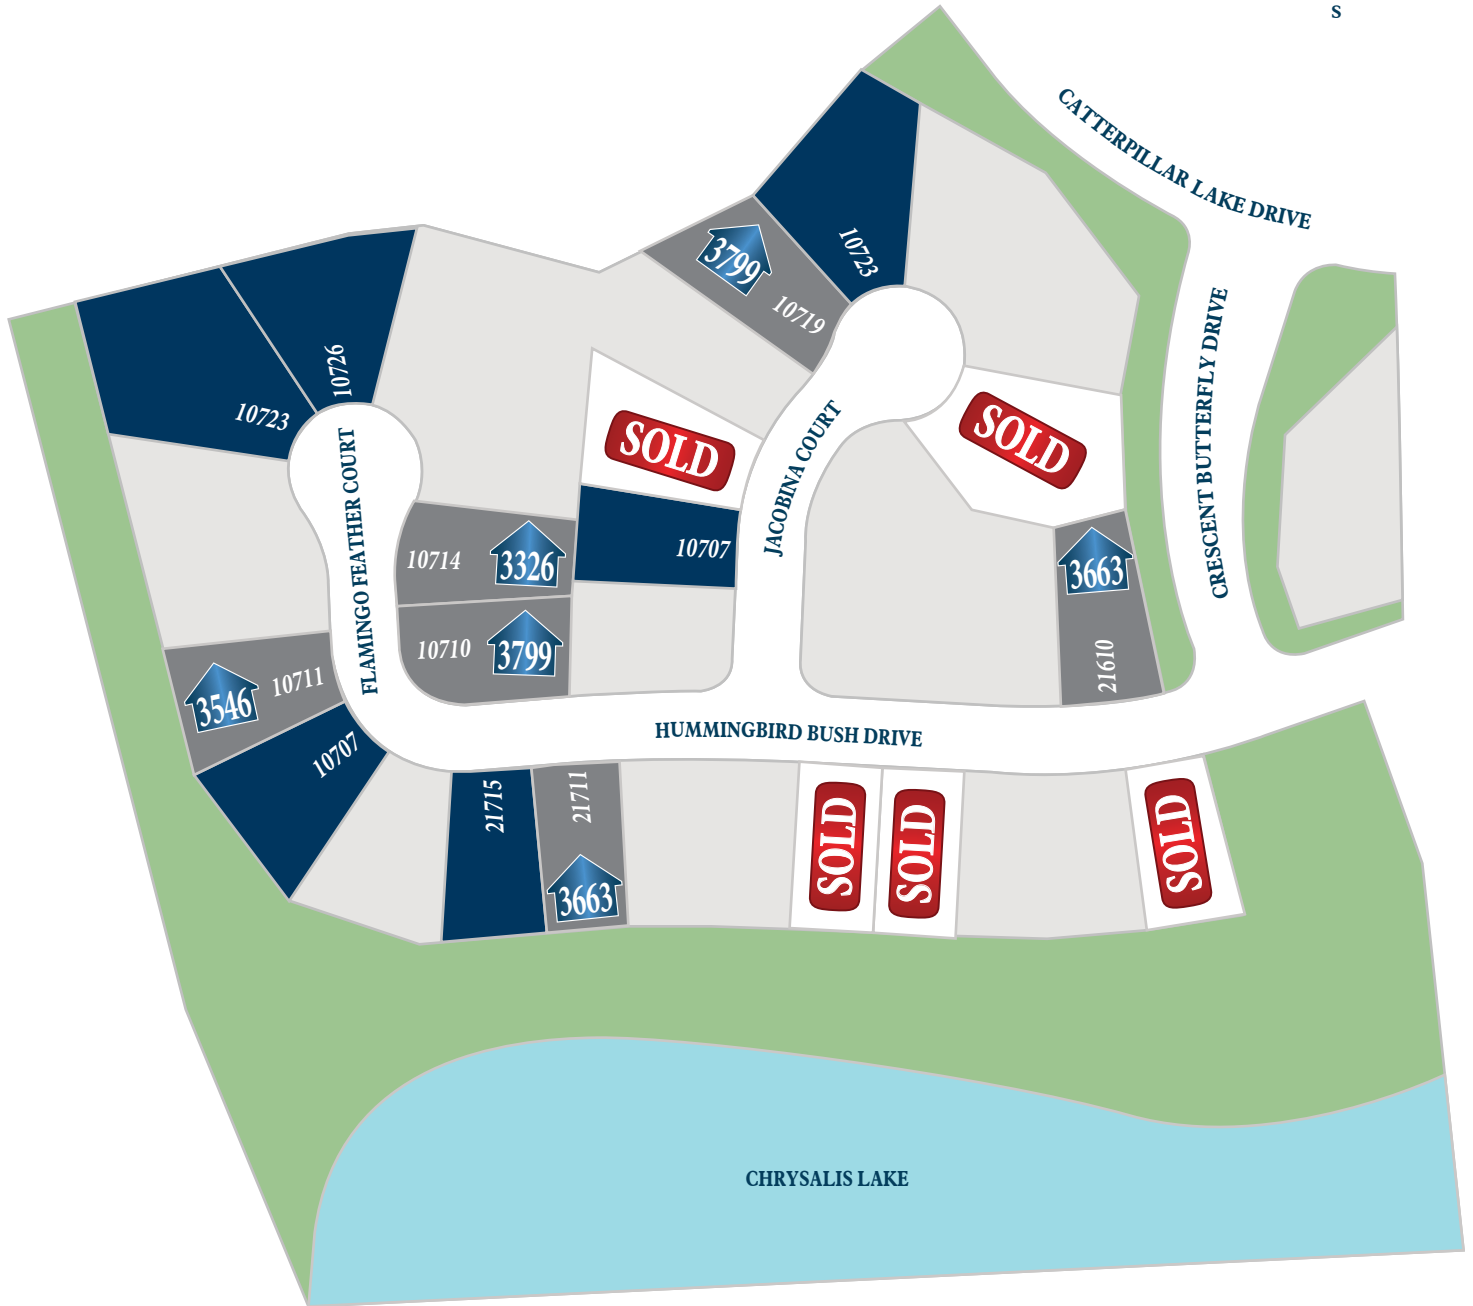 S
CATTERPILLAR LAKE DRIVE
10723
3799
10719
CRESCENT BUTTERFLY DRIVE
10726
10723
SOLD
SOLD
JACOBINA COURT
FLAMINGO FEATHER COURT
10714
3326
10707
3663
10710
3799
21610
3546
10711
10707
HUMMINGBIRD BUSH DRIVE
21715
21711
3663
SOLD
SOLD
SOLD
CHRYSALIS LAKE